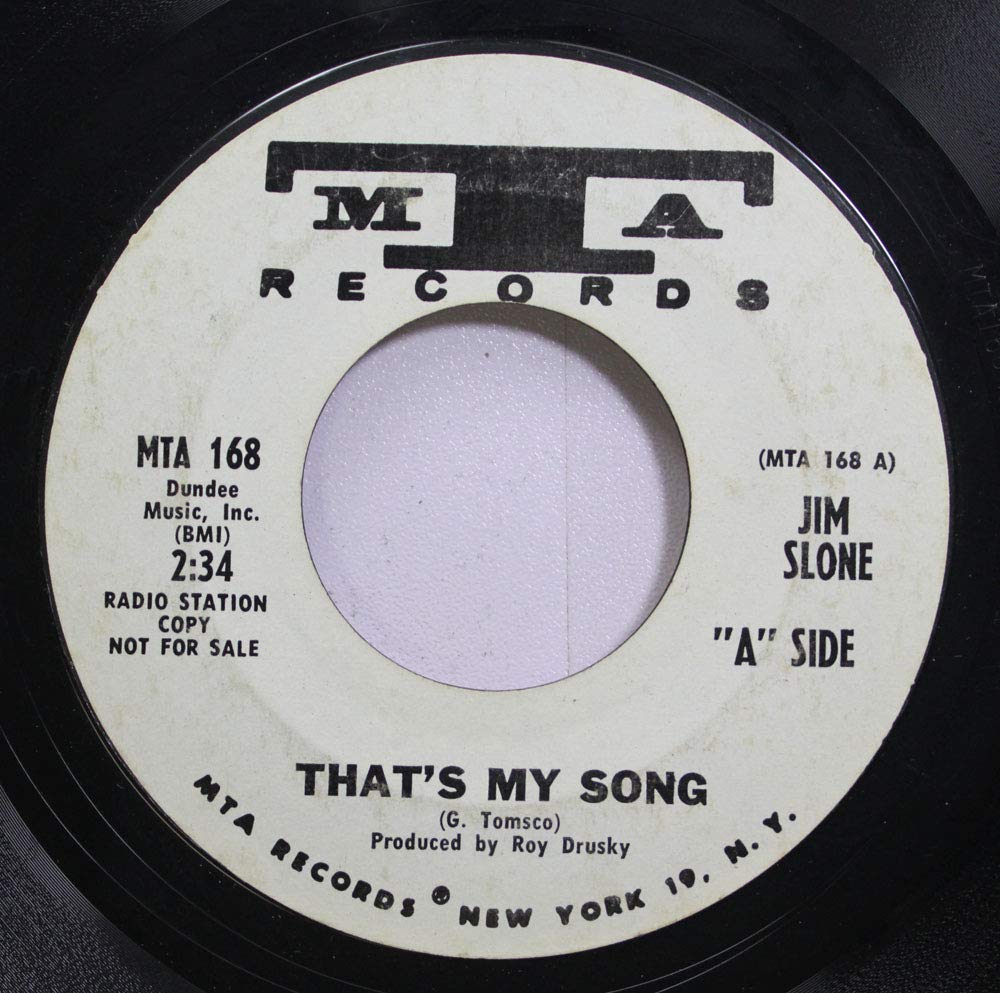 MTA
RECORDS
MTA 168
Dundee
Music, Inc.
(BMI)
2:34
RADIO STATION
COPY
NOT FOR SALE
(MTA 168 A)
JIM
SLONE
"A" SIDE
THAT'S MY SONG
(G. Tomsco)
Produced by Roy Drusky
MTA RECORDS ® NEW YORK 19, N. Y.